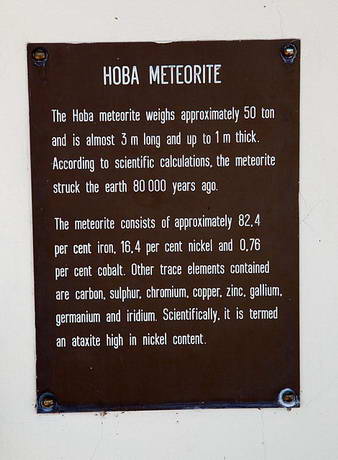 HOBA METEORITE
The Hoba meteorite weighs approximately 50 ton
and is almost 3 m long and up to 1 m thick.
According to scientific calculations, the meteorite
struck the earth 80 000 years ago.
The meteorite consists of approximately 82,4
per cent iron, 16,4 per cent nickel and 0,76
per cent cobalt. Other trace elements contained
are carbon, sulphur, chromium, copper, zinc, gallium,
germanium and iridium. Scientifically, it is termed
an ataxite high in nickel content.